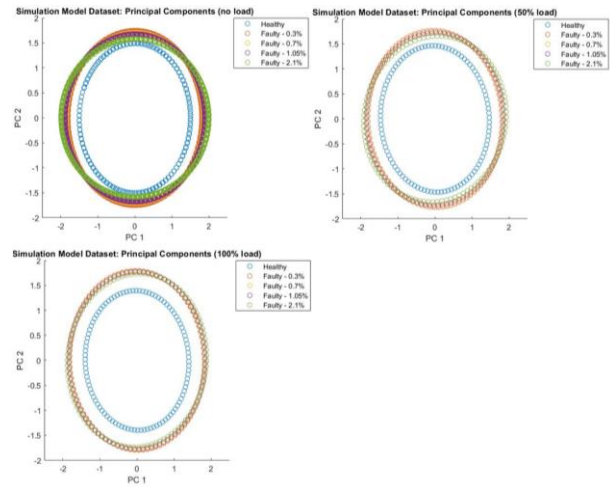 Simulation Model Dataset: Principal Components (no load)
2
1.5
1
0.5
0
-0.5
-1
-1.5
-2
-2 -1 0 1 2
PC 1
PC 2
Healthy
Faulty - 0.3%
Faulty - 0.7%
Faulty - 1.05%
Faulty - 2.1%
Simulation Model Dataset: Principal Components (50% load)
2
1.5
1
0.5
0
-0.5
-1
-1.5
-2
-2 -1 0 1 2
PC 1
PC 2
Healthy
Faulty - 0.3%
Faulty - 0.7%
Faulty - 1.05%
Faulty - 2.1%
Simulation Model Dataset: Principal Components (100% load)
2
1.5
1
0.5
0
-0.5
-1
-1.5
-2
-2 -1 0 1 2
PC 1
PC 2
Healthy
Faulty - 0.3%
Faulty - 0.7%
Faulty - 1.05%
Faulty - 2.1%